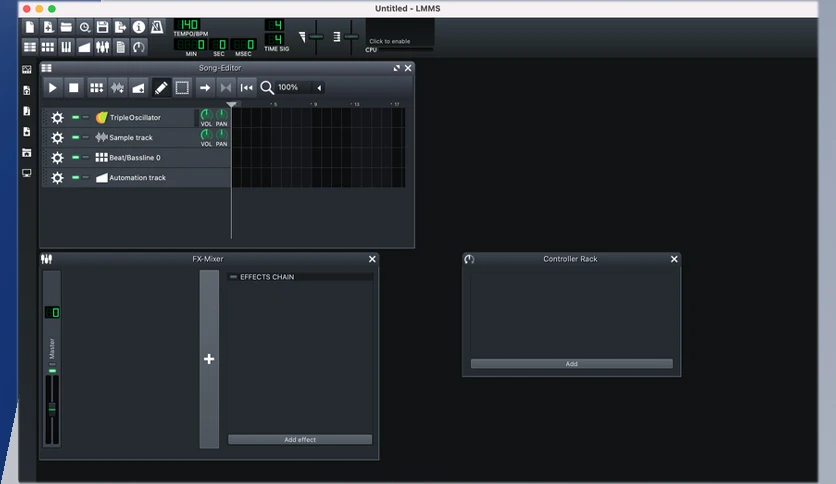 Untitled - LMMS
140
TEMPO/BPM
0 0 0
MIN SEC MSEC
4
4
TIME SIG
Click to enable
CPU
Song-Editor
100%
5 9 13 17
TripleOscillator
VOL PAN
Sample track
VOL PAN
Beat/Bassline 0
Automation track
FX-Mixer
0
Master
EFFECTS CHAIN
Add effect
Controller Rack
Add